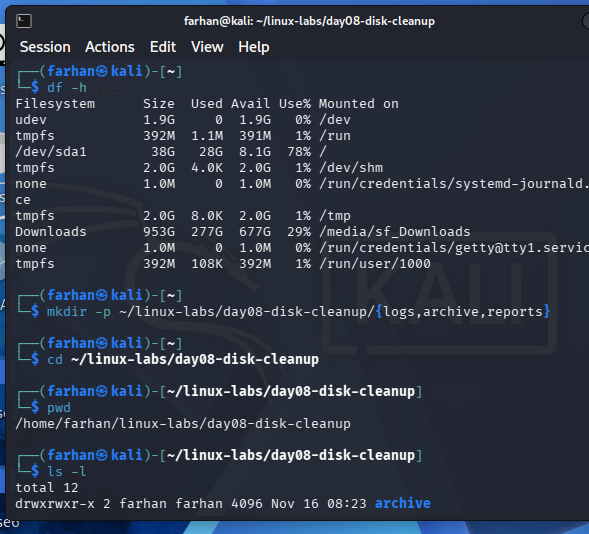 farhan@kali: ~/linux-labs/day08-disk-cleanup
Session Actions Edit View Help
┌──(farhan㉿kali)-[~]
└─$ df -h
Filesystem      Size  Used Avail Use% Mounted on
udev            1.9G     0  1.9G   0% /dev
tmpfs           392M  1.1M  391M   1% /run
/dev/sda1        38G   28G  8.1G  78% /
tmpfs           2.0G  4.0K  2.0G   1% /dev/shm
none            1.0M     0  1.0M   0% /run/credentials/systemd-journald.
ce
tmpfs           2.0G  8.0K  2.0G   1% /tmp
Downloads       953G  277G  677G  29% /media/sf_Downloads
none            1.0M     0  1.0M   0% /run/credentials/getty@tty1.servic
tmpfs           392M  108K  392M   1% /run/user/1000
┌──(farhan㉿kali)-[~]
└─$ mkdir -p ~/linux-labs/day08-disk-cleanup/{logs,archive,reports}
┌──(farhan㉿kali)-[~]
└─$ cd ~/linux-labs/day08-disk-cleanup
┌──(farhan㉿kali)-[~/linux-labs/day08-disk-cleanup]
└─$ pwd
/home/farhan/linux-labs/day08-disk-cleanup
┌──(farhan㉿kali)-[~/linux-labs/day08-disk-cleanup]
└─$ ls -l
total 12
drwxrwxr-x 2 farhan farhan 4096 Nov 16 08:23 archive
KALI